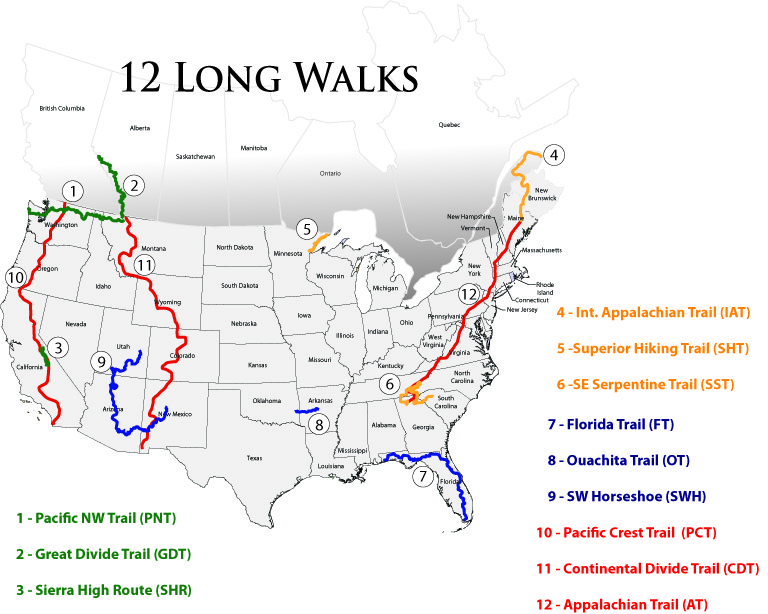 12 Long Walks
British Columbia
Alberta
Saskatchewan
Manitoba
Ontario
Quebec
New Brunswick
1
2
3
4
5
6
7
8
9
10
11
12
Washington
Oregon
California
Nevada
Idaho
Montana
Wyoming
Utah
Colorado
Arizona
New Mexico
North Dakota
South Dakota
Nebraska
Kansas
Oklahoma
Texas
Minnesota
Iowa
Missouri
Arkansas
Louisiana
Wisconsin
Illinois
Michigan
Indiana
Ohio
Kentucky
Mississippi
Alabama
Georgia
Florida
South Carolina
North Carolina
Virginia
West Virginia
Pennsylvania
New York
New Hampshire
Vermont
Maine
Massachusetts
Rhode Island
Connecticut
New Jersey
4 - Int. Appalachian Trail (IAT)
5 -Superior Hiking Trail (SHT)
6 -SE Serpentine Trail (SST)
7 - Florida Trail (FT)
8 - Ouachita Trail (OT)
9 - SW Horseshoe (SWH)
10 - Pacific Crest Trail (PCT)
11 - Continental Divide Trail (CDT)
12 - Appalachian Trail (AT)
1 - Pacific NW Trail (PNT)
2 - Great Divide Trail (GDT)
3 - Sierra High Route (SHR)